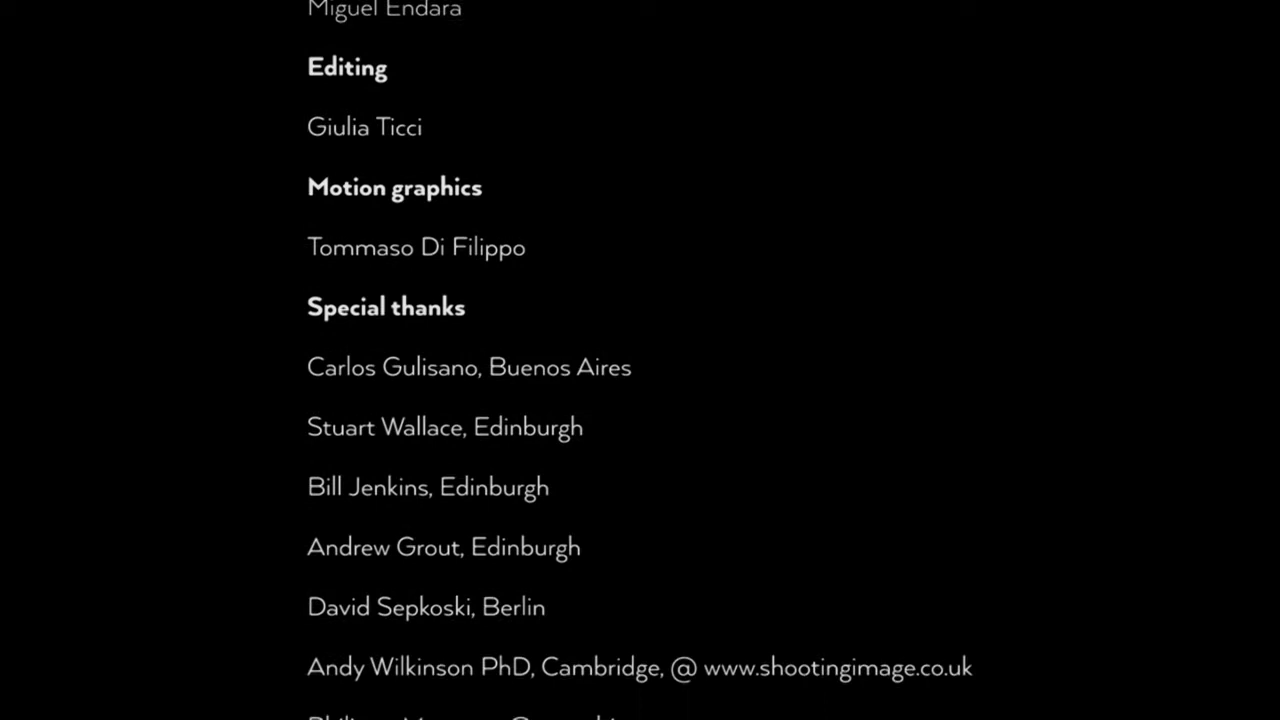 Miguel Endara
Editing
Giulia Ticci
Motion graphics
Tommaso Di Filippo
Special thanks
Carlos Gulisano, Buenos Aires
Stuart Wallace, Edinburgh
Bill Jenkins, Edinburgh
Andrew Grout, Edinburgh
David Sepkoski, Berlin
Andy Wilkinson PhD, Cambridge, @ www.shootingimage.co.uk